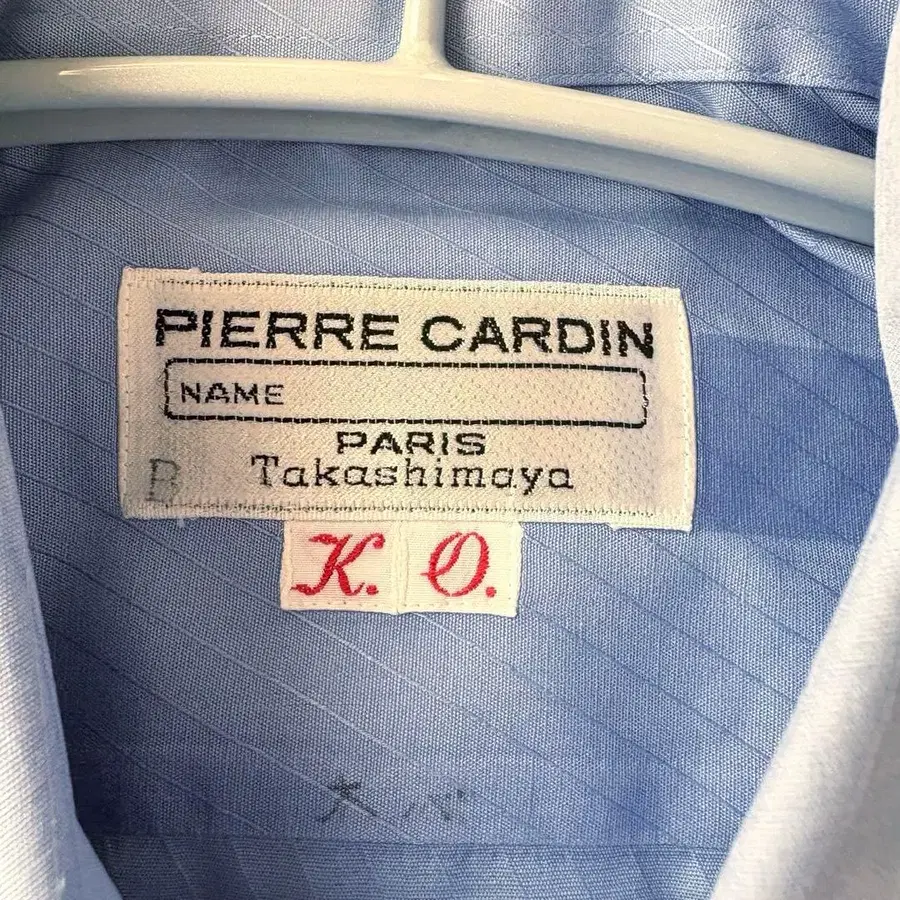 PIERRE CARDIN
NAME
PARIS
B Takashimaya
K. O.